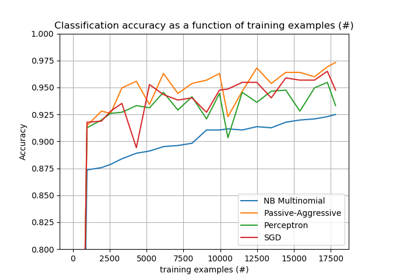 Classification accuracy as a function of training examples (#)
1.000
0.975
0.950
0.925
0.900
0.875
0.850
0.825
0.800
Accuracy
0 2500 5000 7500 10000 12500 15000 17500
training examples (#)
NB Multinomial
Passive-Aggressive
Perceptron
SGD